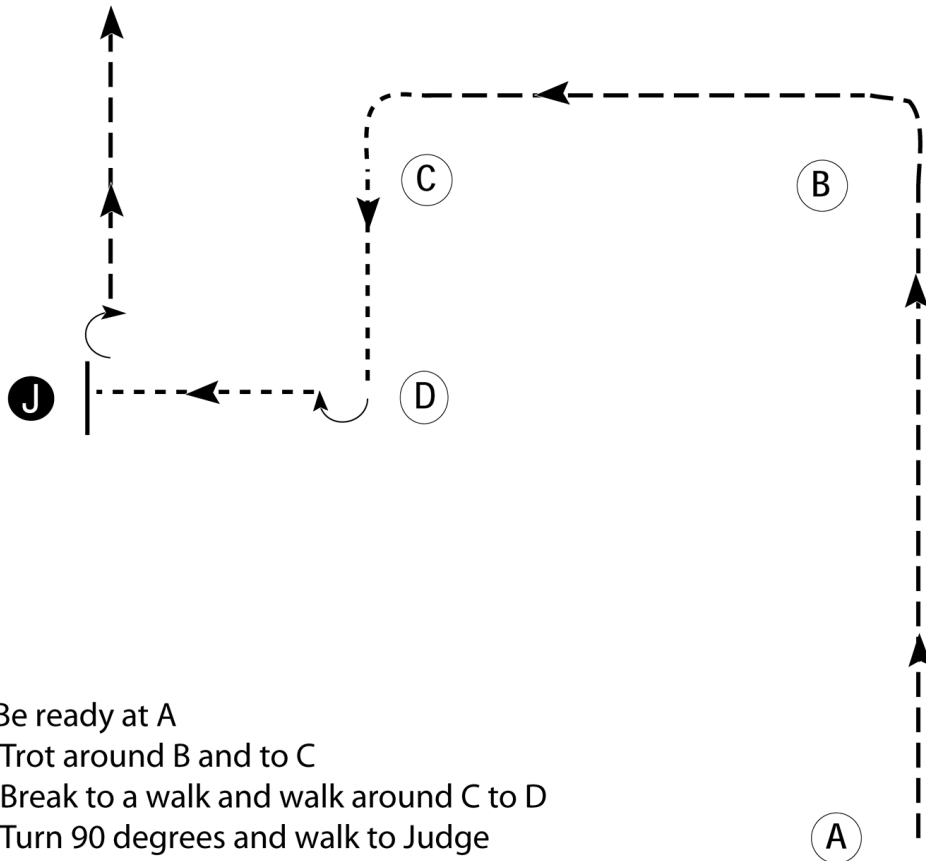 C
B
J
D
Be ready at A
Trot around B and to C
Break to a walk and walk around C to D
Turn 90 degrees and walk to Judge
A